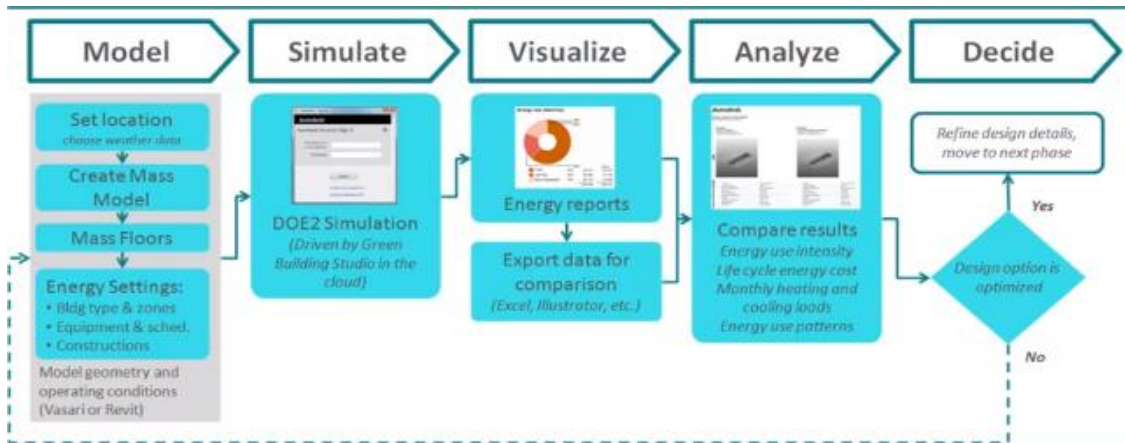 Model
Simulate
Visualize
Analyze
Decide
Set location
choose weather data
Create Mass
Model
Mass Floors
Energy Settings:
• Bldg type & zones
• Equipment & sched.
• Constructions
Model geometry and
operating conditions
(Vasari or Revit)
DOE2 Simulation
(Driven by Green
Building Studio in the
cloud)
Energy reports
Export data for
comparison
(Excel, Illustrator, etc.)
Compare results
Energy use intensity
Life cycle energy cost
Monthly heating and
cooling loads
Energy use patterns
Refine design details,
move to next phase
Yes
Design option is
optimized
No